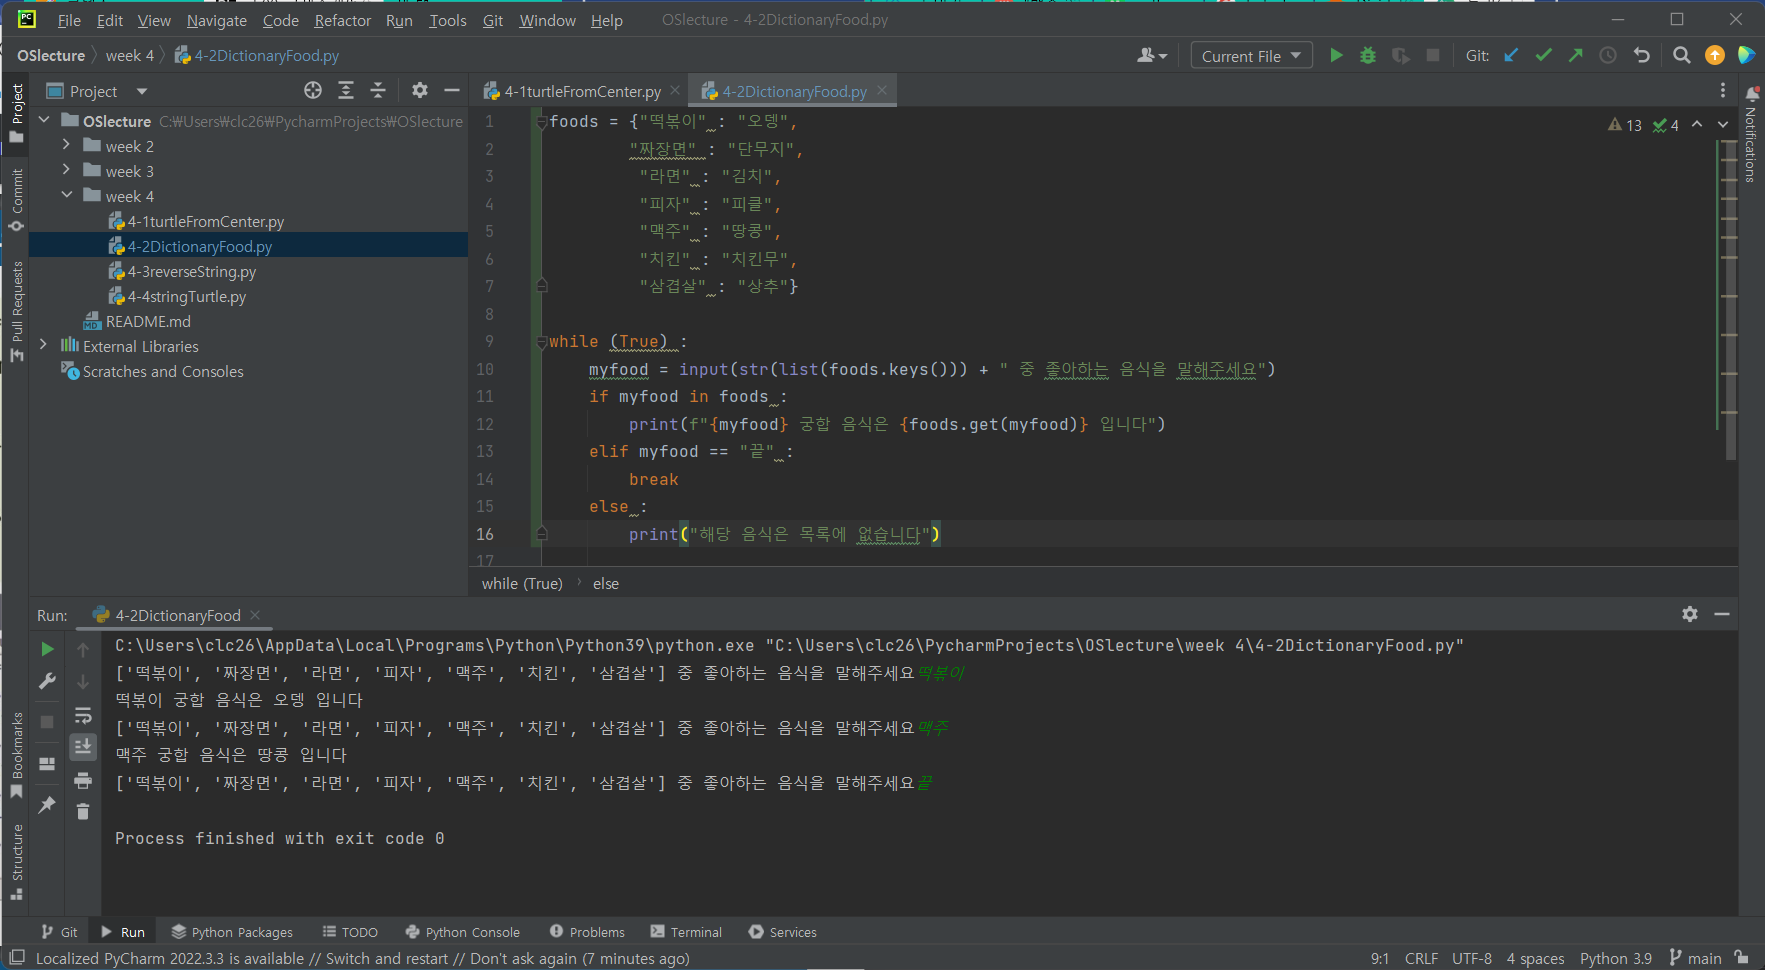 File Edit View Navigate Code Refactor Run Tools Git Window Help OSlecture - 4-2DictionaryFood.py
OSlecture week 4 4-2DictionaryFood.py Current File Git:
Project
Project
Commit
Pull Requests
Bookmarks
Structure
OSlecture C:₩Users₩clc26₩PycharmProjects₩OSlecture
week 2
week 3
week 4
4-1turtleFromCenter.py
4-2DictionaryFood.py
4-3reverseString.py
4-4stringTurtle.py
README.md
External Libraries
Scratches and Consoles
4-1turtleFromCenter.py 4-2DictionaryFood.py
13 4
Notifications
1 foods = {"떡볶이" : "오뎅",
2 "짜장면" : "단무지",
3 "라면" : "김치",
4 "피자" : "피클",
5 "맥주" : "땅콩",
6 "치킨" : "치킨무",
7 "삼겹살" : "상추"}
8
9 while (True) :
10 myfood = input(str(list(foods.keys())) + " 중 좋아하는 음식을 말해주세요")
11 if myfood in foods :
12 print(f"{myfood} 궁합 음식은 {foods.get(myfood)} 입니다")
13 elif myfood == "끝" :
14 break
15 else :
16 print("해당 음식은 목록에 없습니다")
17
while (True) else
Run: 4-2DictionaryFood
C:\Users\clc26\AppData\Local\Programs\Python\Python39\python.exe "C:\Users\clc26\PycharmProjects\OSlecture\week 4\4-2DictionaryFood.py"
['떡볶이', '짜장면', '라면', '피자', '맥주', '치킨', '삼겹살'] 중 좋아하는 음식을 말해주세요떡볶이
떡볶이 궁합 음식은 오뎅 입니다
['떡볶이', '짜장면', '라면', '피자', '맥주', '치킨', '삼겹살'] 중 좋아하는 음식을 말해주세요맥주
맥주 궁합 음식은 땅콩 입니다
['떡볶이', '짜장면', '라면', '피자', '맥주', '치킨', '삼겹살'] 중 좋아하는 음식을 말해주세요끝
Process finished with exit code 0
Git Run Python Packages TODO Python Console Problems Terminal Services
Localized PyCharm 2022.3.3 is available // Switch and restart // Don't ask again (7 minutes ago) 9:1 CRLF UTF-8 4 spaces Python 3.9 main